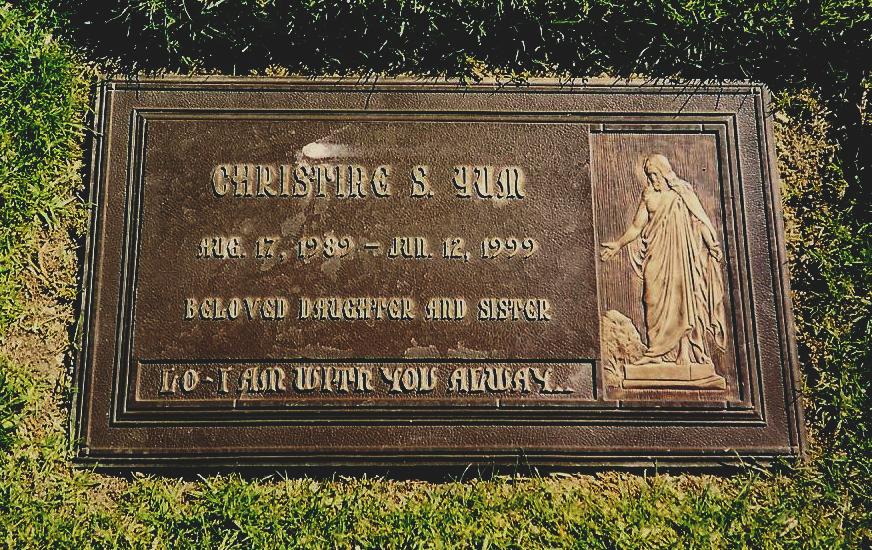 CHRISTINE S. YUM
AUG. 17, 1989 - JUN. 12, 1999
BELOVED DAUGHTER AND SISTER
LO - I AM WITH YOU ALWAY...